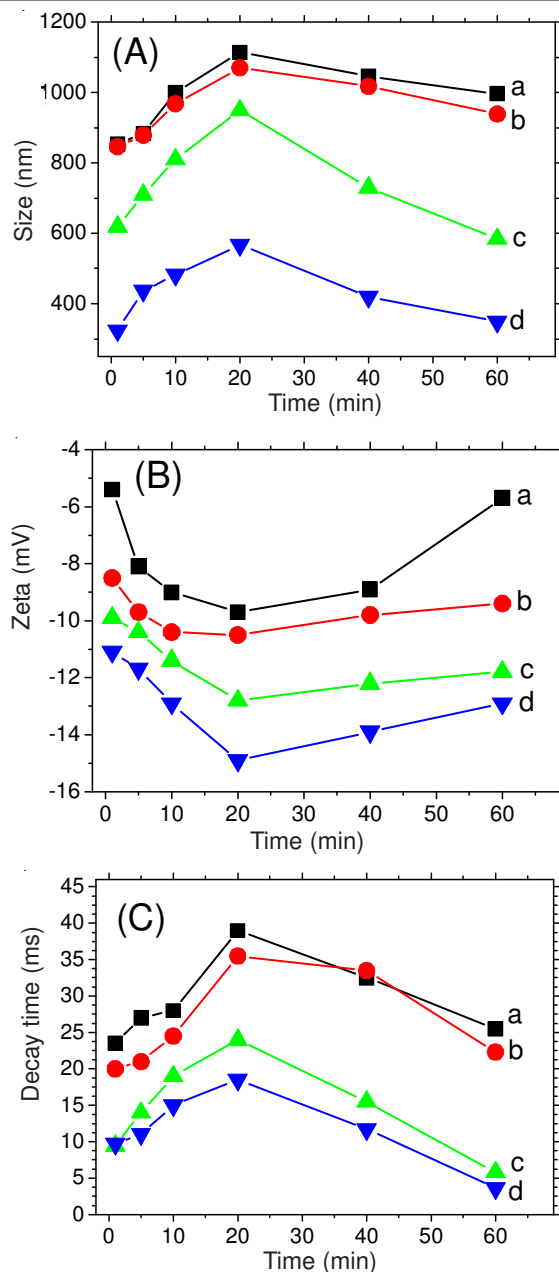 (A)
1200
1000
800
600
400
Size (nm)
a
b
c
d
0 10 20 30 40 50 60
Time (min)
(B)
-4
-6
-8
-10
-12
-14
-16
Zeta (mV)
a
b
c
d
0 10 20 30 40 50 60
Time (min)
(C)
45
40
35
30
25
20
15
10
5
0
Decay time (ms)
a
b
c
d
0 10 20 30 40 50 60
Time (min)